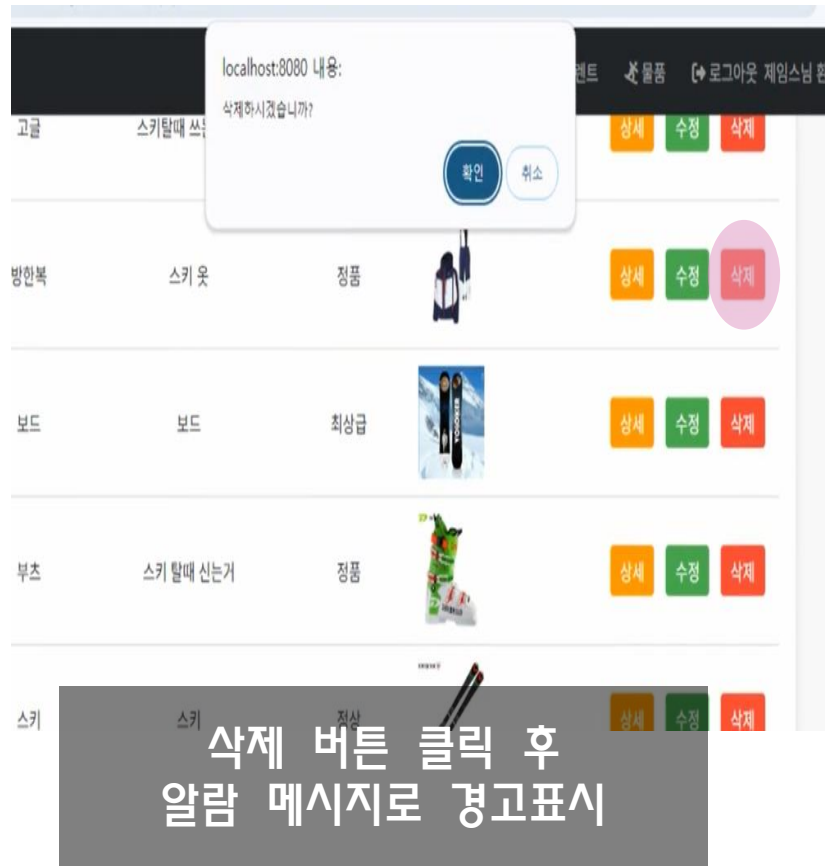 localhost:8080 내용:
삭제하시겠습니까?
확인 취소
렌트 물품 로그아웃 제임스님 환
고글 스키탈때 쓰는 상세 수정 삭제
방한복 스키 옷 정품 상세 수정 삭제
보드 보드 최상급 상세 수정 삭제
부츠 스키 탈때 신는거 정품 상세 수정 삭제
스키 스키 정상 상세 수정 삭제
삭제 버튼 클릭 후
알람 메시지로 경고표시